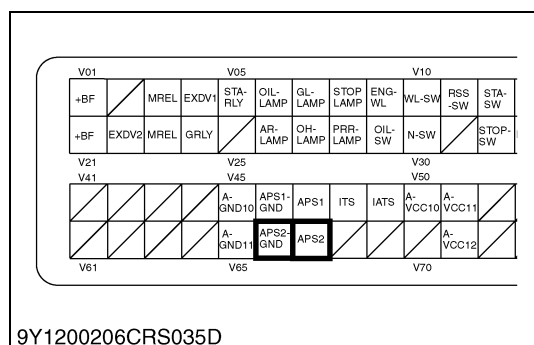 V01 V05 V10
+BF MREL EXDV1 STA-RLY OIL-LAMP GL-LAMP STOP LAMP ENG-WL WL-SW RSS-SW STA-SW
+BF EXDV2 MREL GRLY AR-LAMP OH-LAMP PRR-LAMP OIL-SW N-SW STOP-SW
V21 V25 V30
V41 V45 V50
A-GND10 APS1-GND APS1 ITS IATS A-VCC10 A-VCC11
A-GND11 APS2-GND APS2 A-VCC12
V61 V65 V70
9Y1200206CRS035D